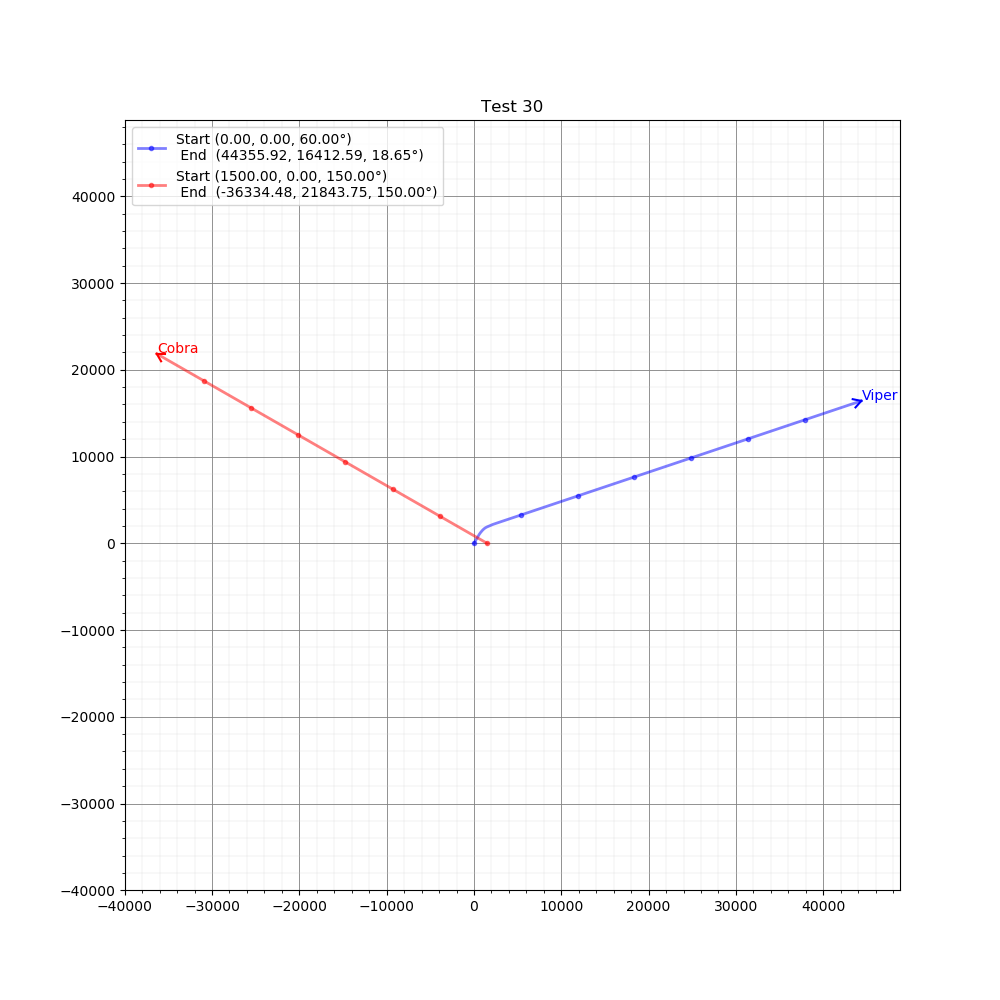 Test 30
Start (0.00, 0.00, 60.00°)
End  (44355.92, 16412.59, 18.65°)
Start (1500.00, 0.00, 150.00°)
End  (-36334.48, 21843.75, 150.00°)
40000
30000
Cobra
20000
Viper
10000
0
−10000
−20000
−30000
−40000
−40000 −30000 −20000 −10000 0 10000 20000 30000 40000